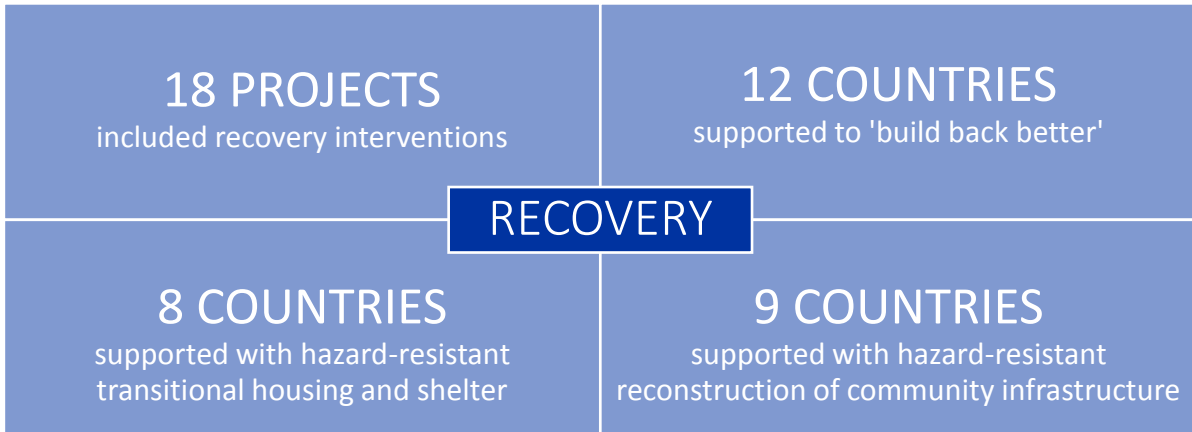 18 PROJECTS
included recovery interventions
12 COUNTRIES
supported to 'build back better'
RECOVERY
8 COUNTRIES
supported with hazard-resistant
transitional housing and shelter
9 COUNTRIES
supported with hazard-resistant
reconstruction of community infrastructure